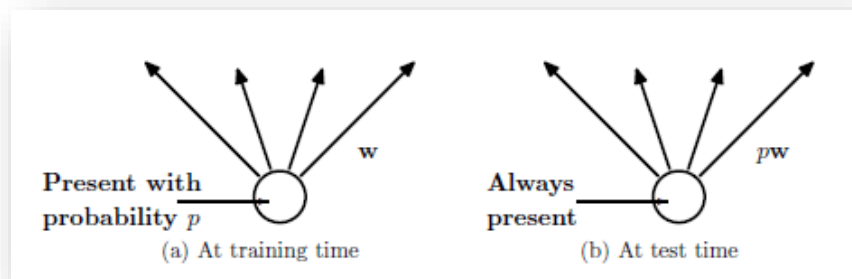 w
Present with
probability p
(a) At training time
pw
Always
present
(b) At test time